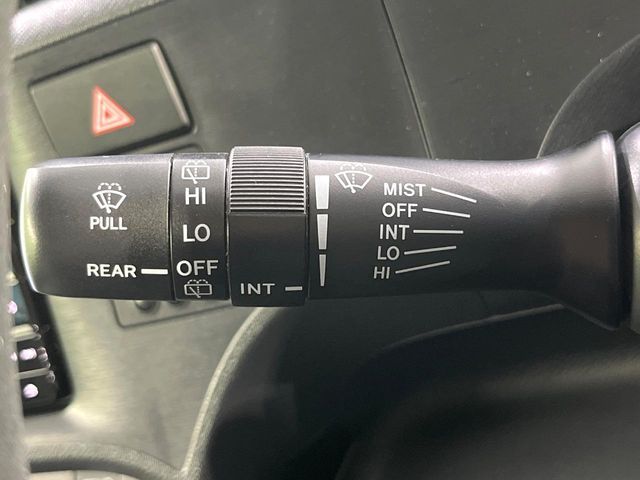 PULL
REAR
HI
LO
OFF
INT
MIST
OFF
INT
LO
HI